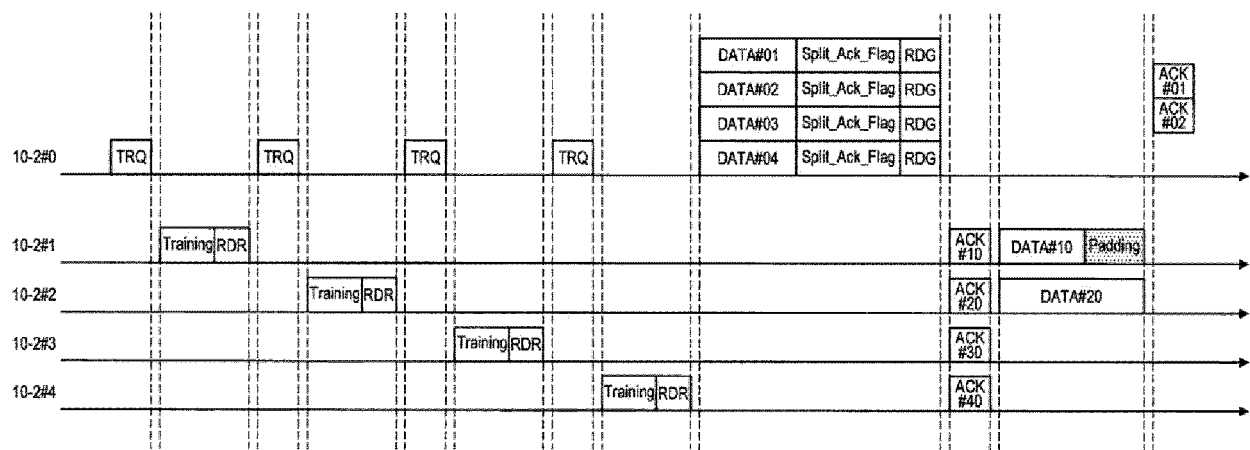 DATA#01 Split_Ack_Flag RDG
DATA#02 Split_Ack_Flag RDG
DATA#03 Split_Ack_Flag RDG
DATA#04 Split_Ack_Flag RDG
ACK #01
ACK #02
10-2#0 TRQ TRQ TRQ TRQ
10-2#1 Training RDR ACK #10 DATA#10 Padding
10-2#2 Training RDR ACK #20 DATA#20
10-2#3 Training RDR ACK #30
10-2#4 Training RDR ACK #40